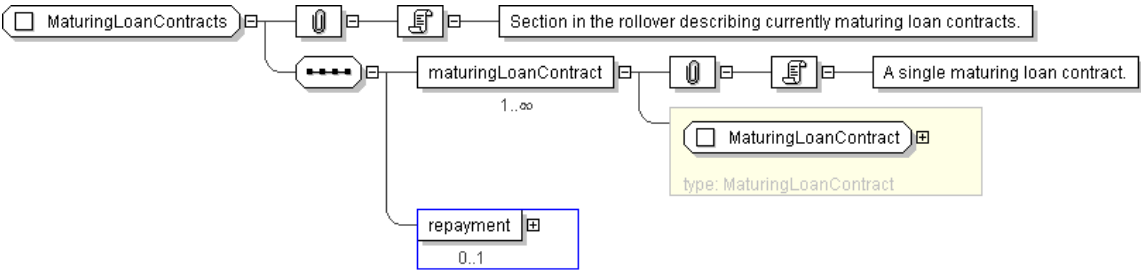 MaturingLoanContracts
Section in the rollover describing currently maturing loan contracts.
maturingLoanContract
1..∞
A single maturing loan contract.
MaturingLoanContract
type: MaturingLoanContract
repayment
0..1